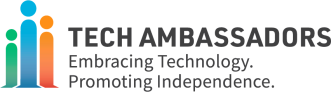 TECH AMBASSADORS
Embracing Technology.
Promoting Independence.